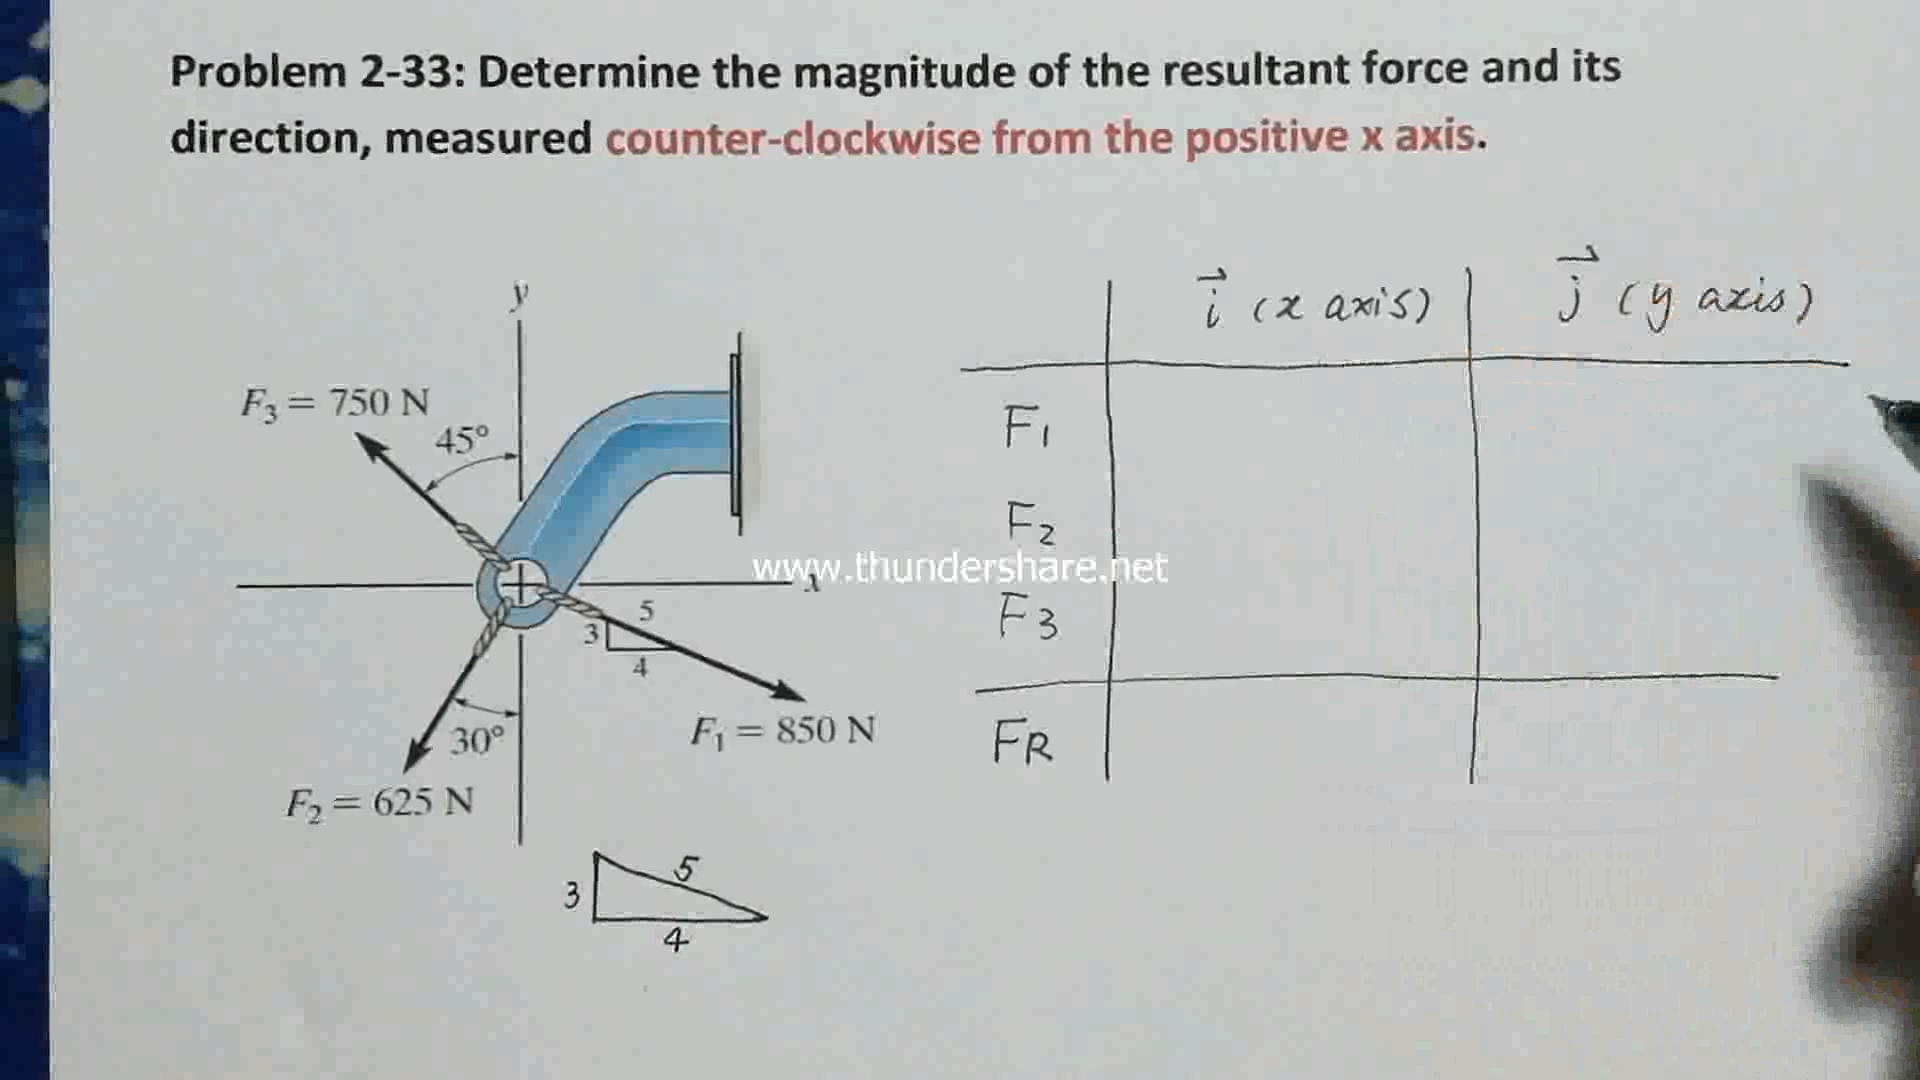 Problem 2-33: Determine the magnitude of the resultant force and its
direction, measured counter-clockwise from the positive x axis.
y
F₃ = 750 N
45°
x
5
3
4
30°
F₁ = 850 N
F₂ = 625 N
3
5
4
i (x axis)
j (y axis)
F1
F2
F3
FR
www.thundershare.net